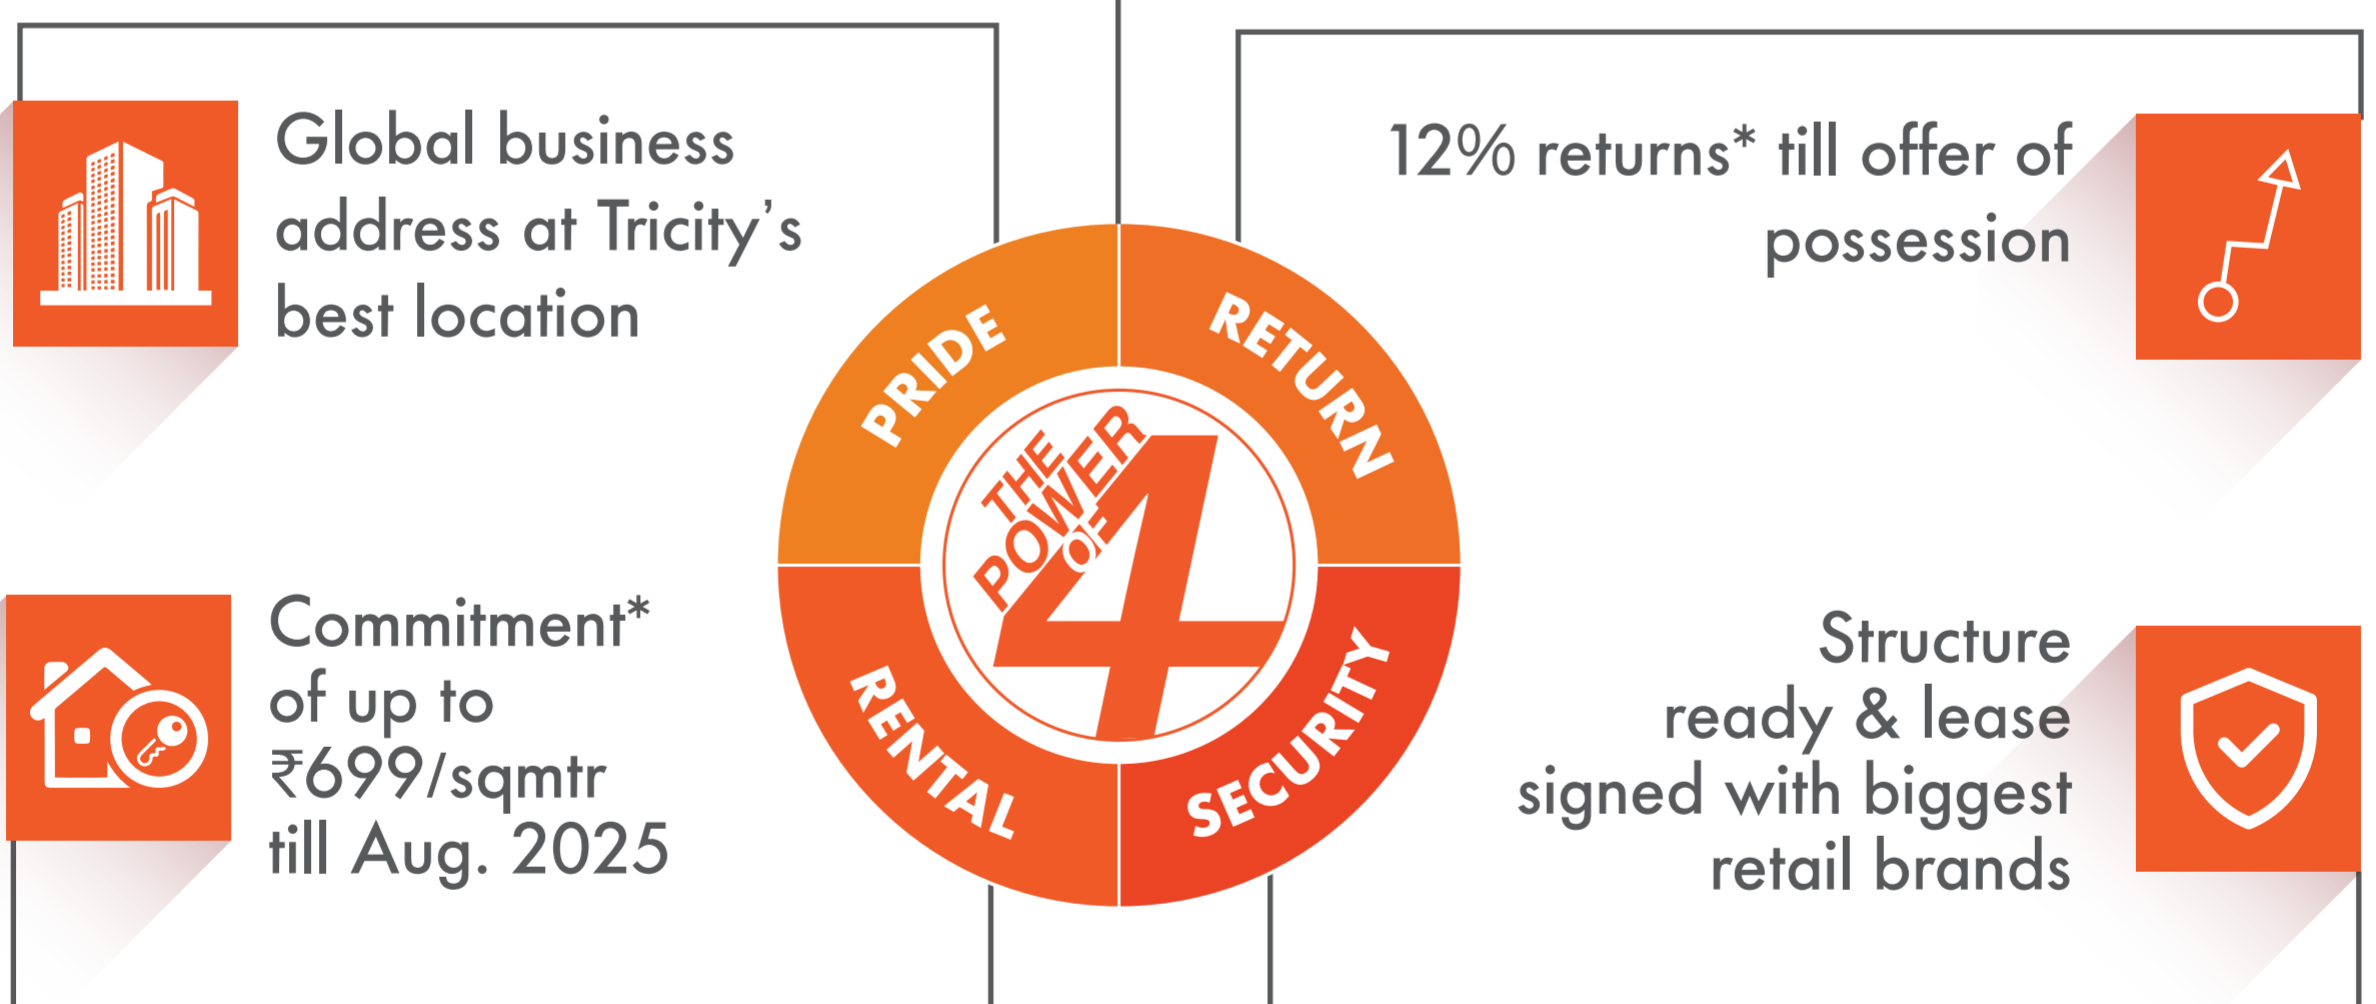 Global business
address at Tricity's
best location
12% returns* till offer of
possession
PRIDE
RETURN
THE
POWER
OF
4
RENTAL
SECURITY
Commitment*
of up to
₹699/sqmtr
till Aug. 2025
Structure
ready & lease
signed with biggest
retail brands